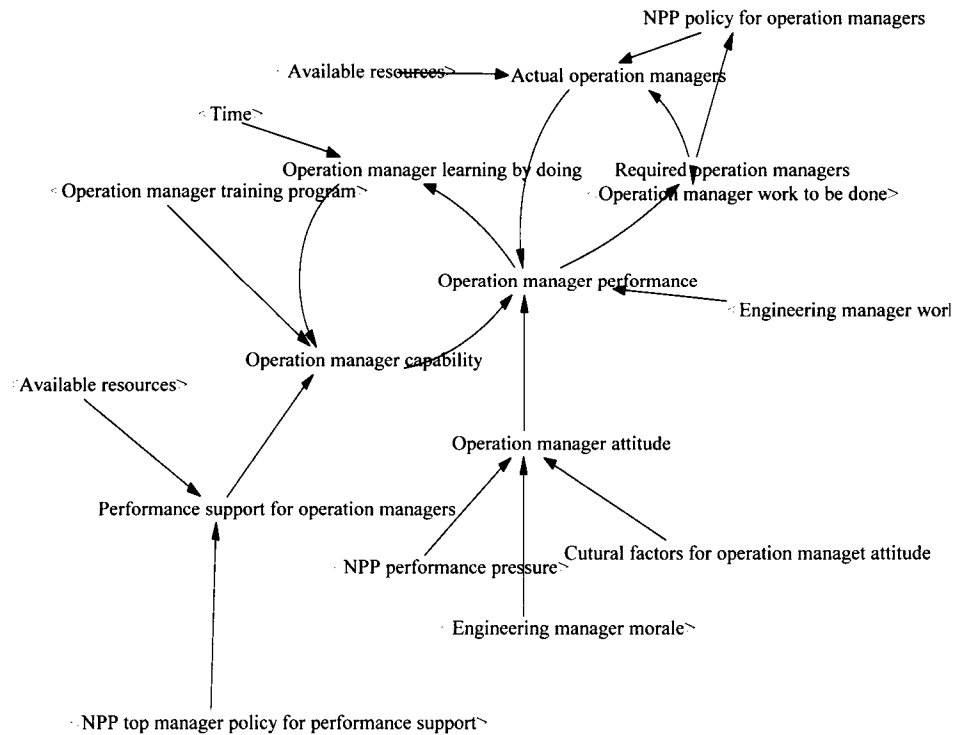 NPP policy for operation managers
<Available resources>
Actual operation managers
<Time>
Operation manager learning by doing
Required operation managers
<Operation manager training program>
<Operation manager work to be done>
Operation manager performance
<Engineering manager worl
Operation manager capability
<Available resources>
Operation manager attitude
Performance support for operation managers
Cutural factors for operation managet attitude
<NPP performance pressure>
<Engineering manager morale>
<NPP top manager policy for performance support>